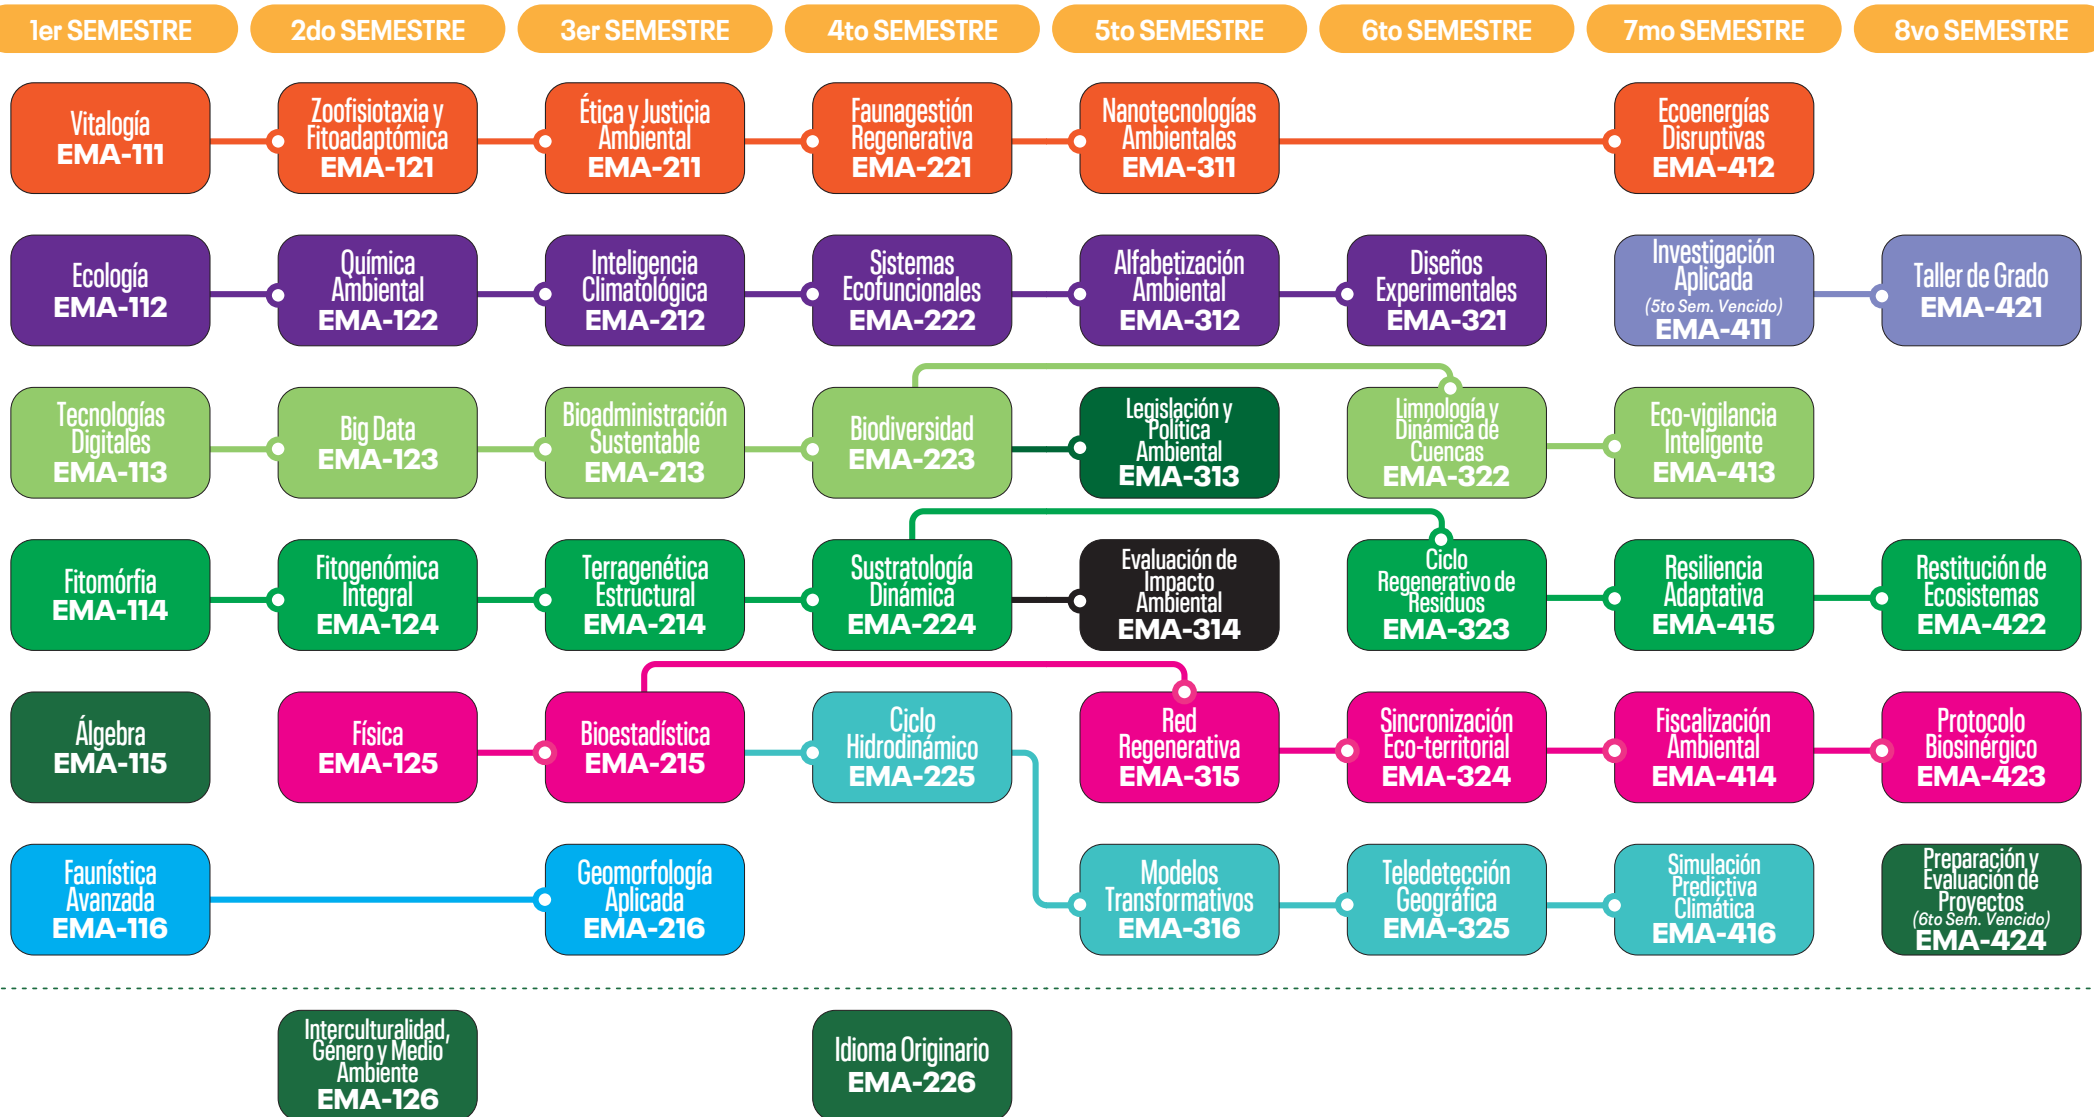 1er SEMESTRE
2do SEMESTRE
3er SEMESTRE
4to SEMESTRE
5to SEMESTRE
6to SEMESTRE
7mo SEMESTRE
8vo SEMESTRE
Vitalogía
EMA-111
Zoofisiotaxia y
Fitoadaptómica
EMA-121
Ética y Justicia
Ambiental
EMA-211
Faunagestión
Regenerativa
EMA-221
Nanotecnologías
Ambientales
EMA-311
Ecoenergías
Disruptivas
EMA-412
Ecología
EMA-112
Química
Ambiental
EMA-122
Inteligencia
Climatológica
EMA-212
Sistemas
Ecofuncionales
EMA-222
Alfabetización
Ambiental
EMA-312
Diseños
Experimentales
EMA-321
Investigación
Aplicada
(5to Sem. Vencido)
EMA-411
Taller de Grado
EMA-421
Tecnologías
Digitales
EMA-113
Big Data
EMA-123
Bioadministración
Sustentable
EMA-213
Biodiversidad
EMA-223
Legislación y
Política
Ambiental
EMA-313
Limnología y
Dinámica de
Cuencas
EMA-322
Eco-vigilancia
Inteligente
EMA-413
Fitomórfia
EMA-114
Fitogenómica
Integral
EMA-124
Terragenética
Estructural
EMA-214
Sustratología
Dinámica
EMA-224
Evaluación de
Impacto
Ambiental
EMA-314
Ciclo
Regenerativo de
Residuos
EMA-323
Resiliencia
Adaptativa
EMA-415
Restitución de
Ecosistemas
EMA-422
Álgebra
EMA-115
Física
EMA-125
Bioestadística
EMA-215
Ciclo
Hidrodinámico
EMA-225
Red
Regenerativa
EMA-315
Sincronización
Eco-territorial
EMA-324
Fiscalización
Ambiental
EMA-414
Protocolo
Biosinérgico
EMA-423
Faunística
Avanzada
EMA-116
Geomorfología
Aplicada
EMA-216
Modelos
Transformativos
EMA-316
Teledetección
Geográfica
EMA-325
Simulación
Predictiva
Climática
EMA-416
Preparación y
Evaluación de
Proyectos
(6to Sem. Vencido)
EMA-424
Interculturalidad,
Género y Medio
Ambiente
EMA-126
Idioma Originario
EMA-226